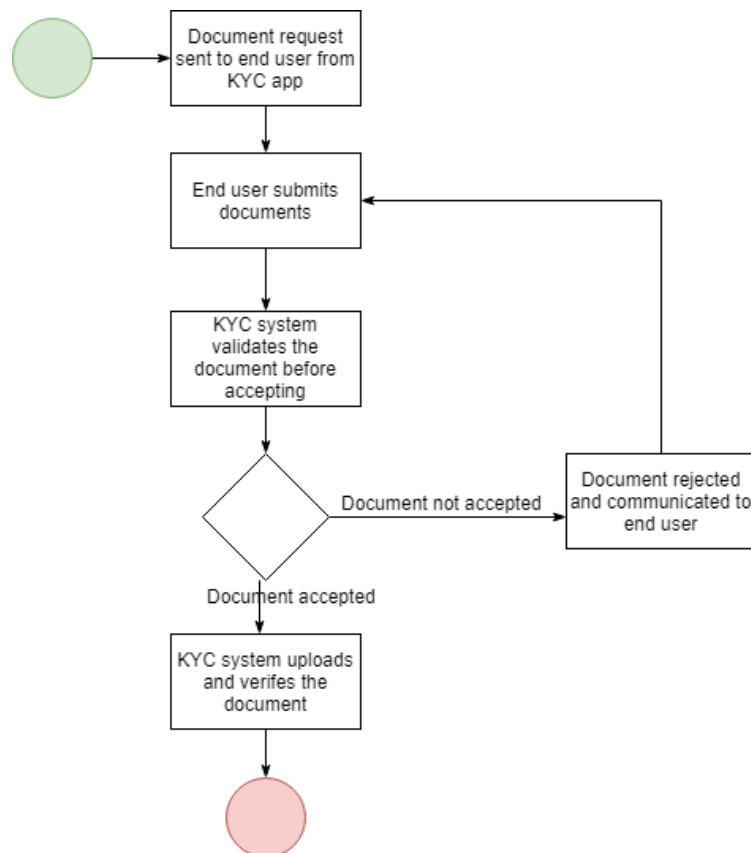 Document request
sent to end user from
KYC app
End user submits
documents
KYC system
validates the
document before
accepting
Document not accepted
Document rejected
and communicated to
end user
Document accepted
KYC system uploads
and verifes the
document